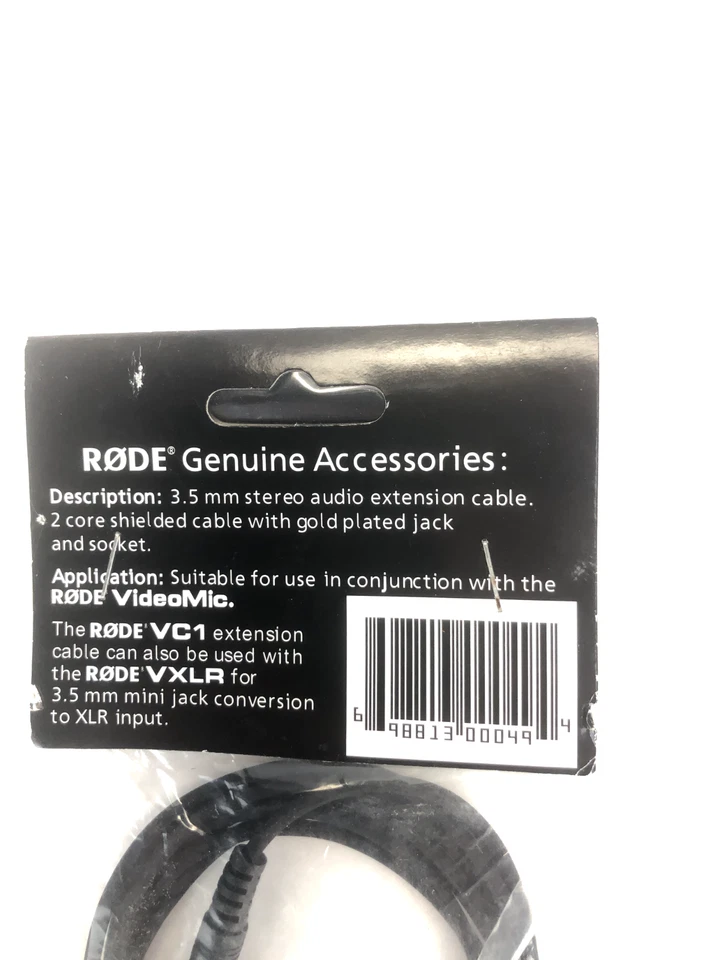 RØDE® Genuine Accessories:
Description: 3.5 mm stereo audio extension cable.
2 core shielded cable with gold plated jack
and socket.
Application: Suitable for use in conjunction with the
RØDE VideoMic.
The RØDE VC1 extension
cable can also be used with
the RØDE VXLR for
3.5 mm mini jack conversion
to XLR input.
6 98813 00049 4